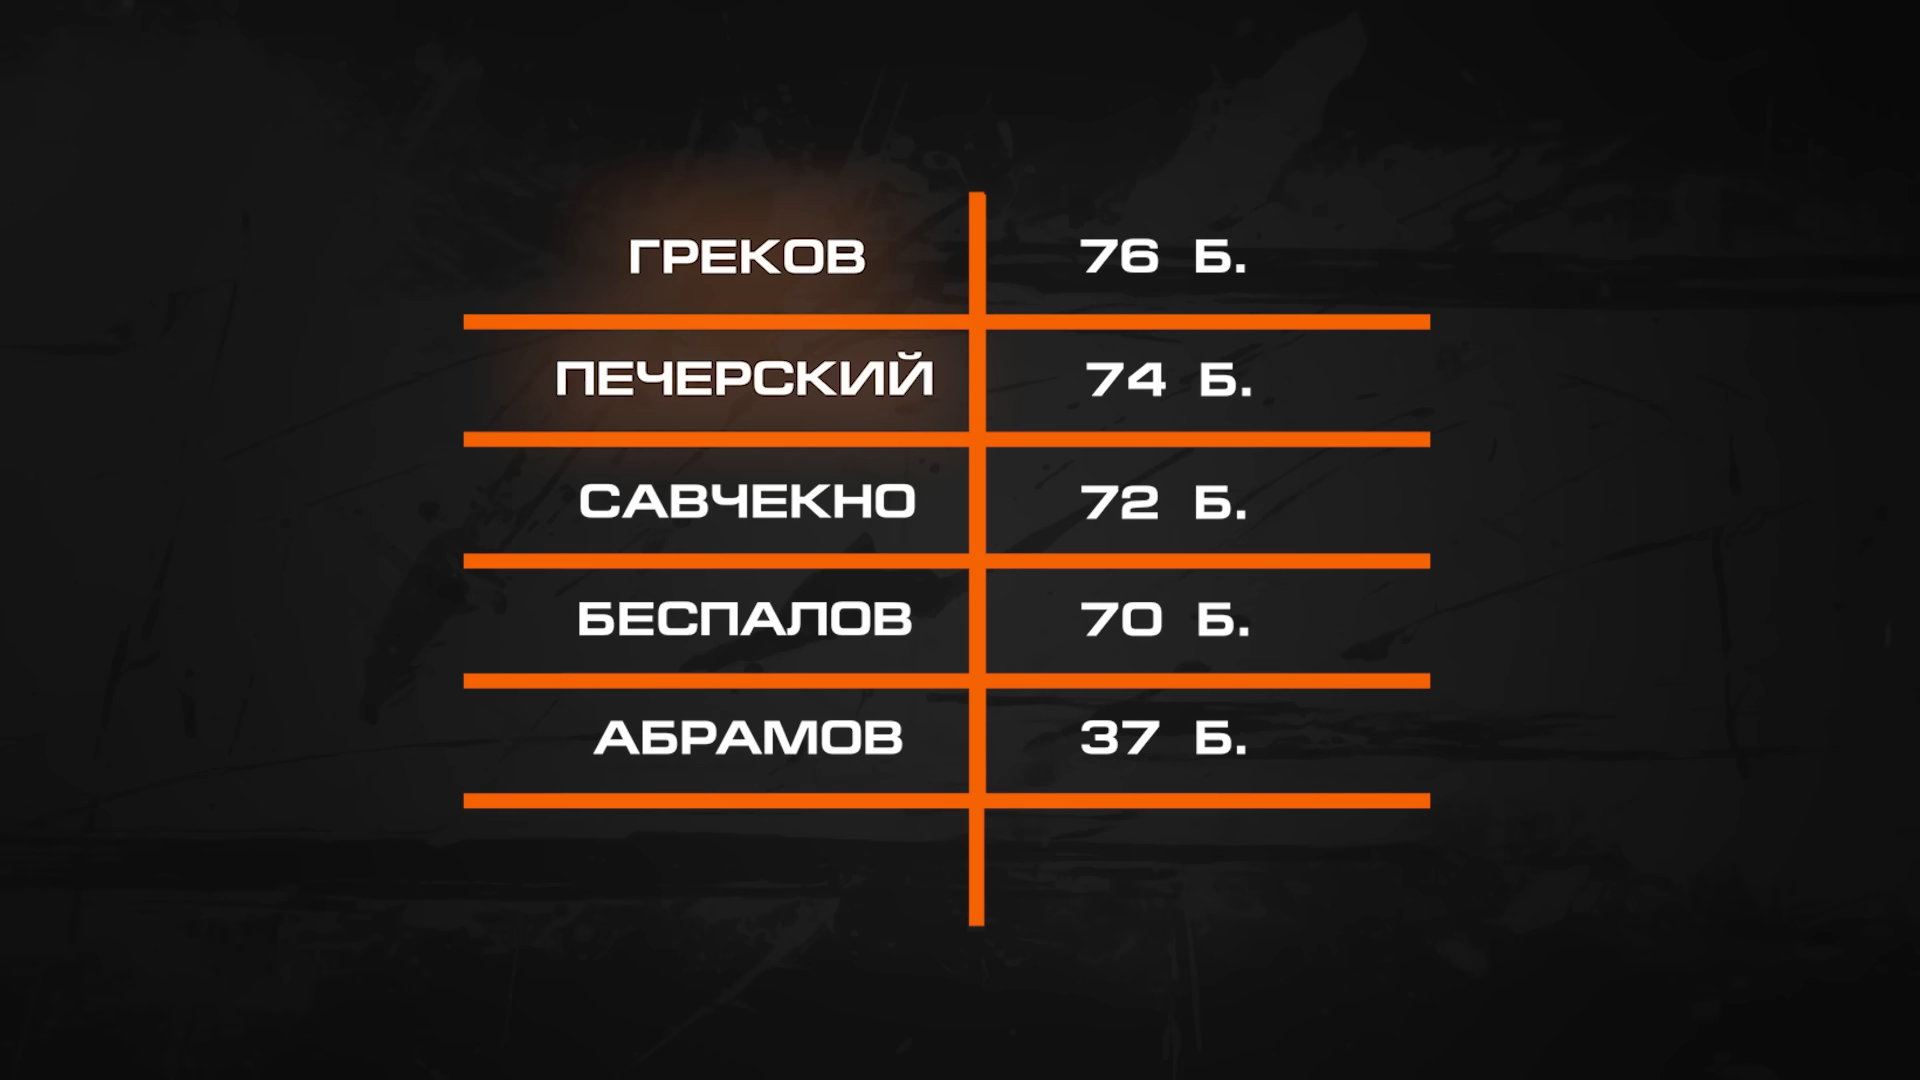 ГРЕКОВ 76 Б.
ПЕЧЕРСКИЙ 74 Б.
САВЧЕКНО 72 Б.
БЕСПАЛОВ 70 Б.
АБРАМОВ 37 Б.